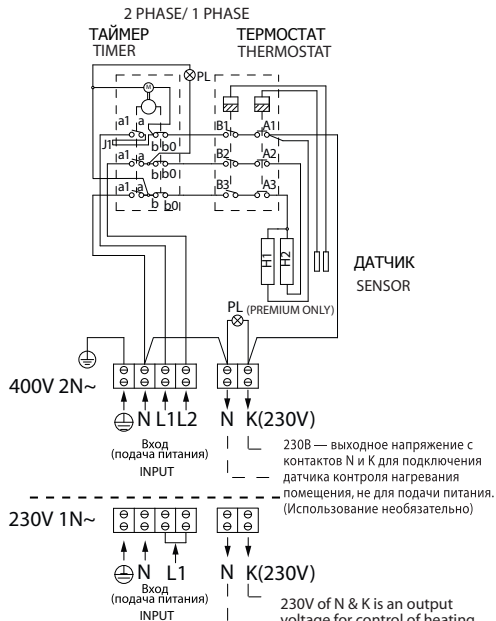 2 PHASE/ 1 PHASE
ТАЙМЕР
TIMER
ТЕРМОСТАТ
THERMOSTAT
M
PL
a1 a
B1 A1
J1
b b0
a1 a
B2 A2
b b0
a1 a
B3 A3
b b0
H1 H2
ДАТЧИК
SENSOR
PL (PREMIUM ONLY)
400V 2N~
N L1L2
N K(230V)
Вход
(подача питания)
INPUT
230В — выходное напряжение с
контактов N и K для подключения
датчика контроля нагревания
помещения, не для подачи питания.
(Использование необязательно)
230V 1N~
N L1
N K(230V)
Вход
(подача питания)
INPUT
230V of N & K is an output
voltage for control of heating